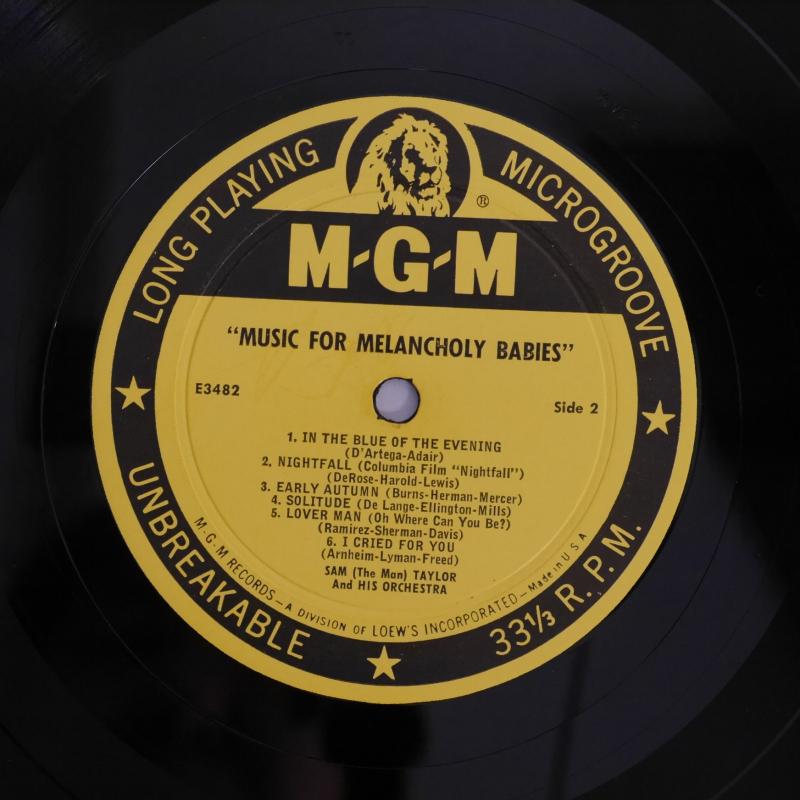 LONG PLAYING
MICROGROOVE
®
M-G-M
"MUSIC FOR MELANCHOLY BABIES"
E3482
Side 2
1. IN THE BLUE OF THE EVENING
(D'Artega-Adair)
2. NIGHTFALL (Columbia Film "Nightfall")
(DeRose-Harold-Lewis)
3. EARLY AUTUMN (Burns-Herman-Mercer)
4. SOLITUDE (De Lange-Ellington-Mills)
5. LOVER MAN (Oh Where Can You Be?)
(Ramirez-Sherman-Davis)
6. I CRIED FOR YOU
(Arnheim-Lyman-Freed)
SAM (The Man) TAYLOR
And HIS ORCHESTRA
M-G-M RECORDS—A DIVISION OF LOEW'S INCORPORATED—Made in U S A
UNBREAKABLE
33⅓ R.P.M.